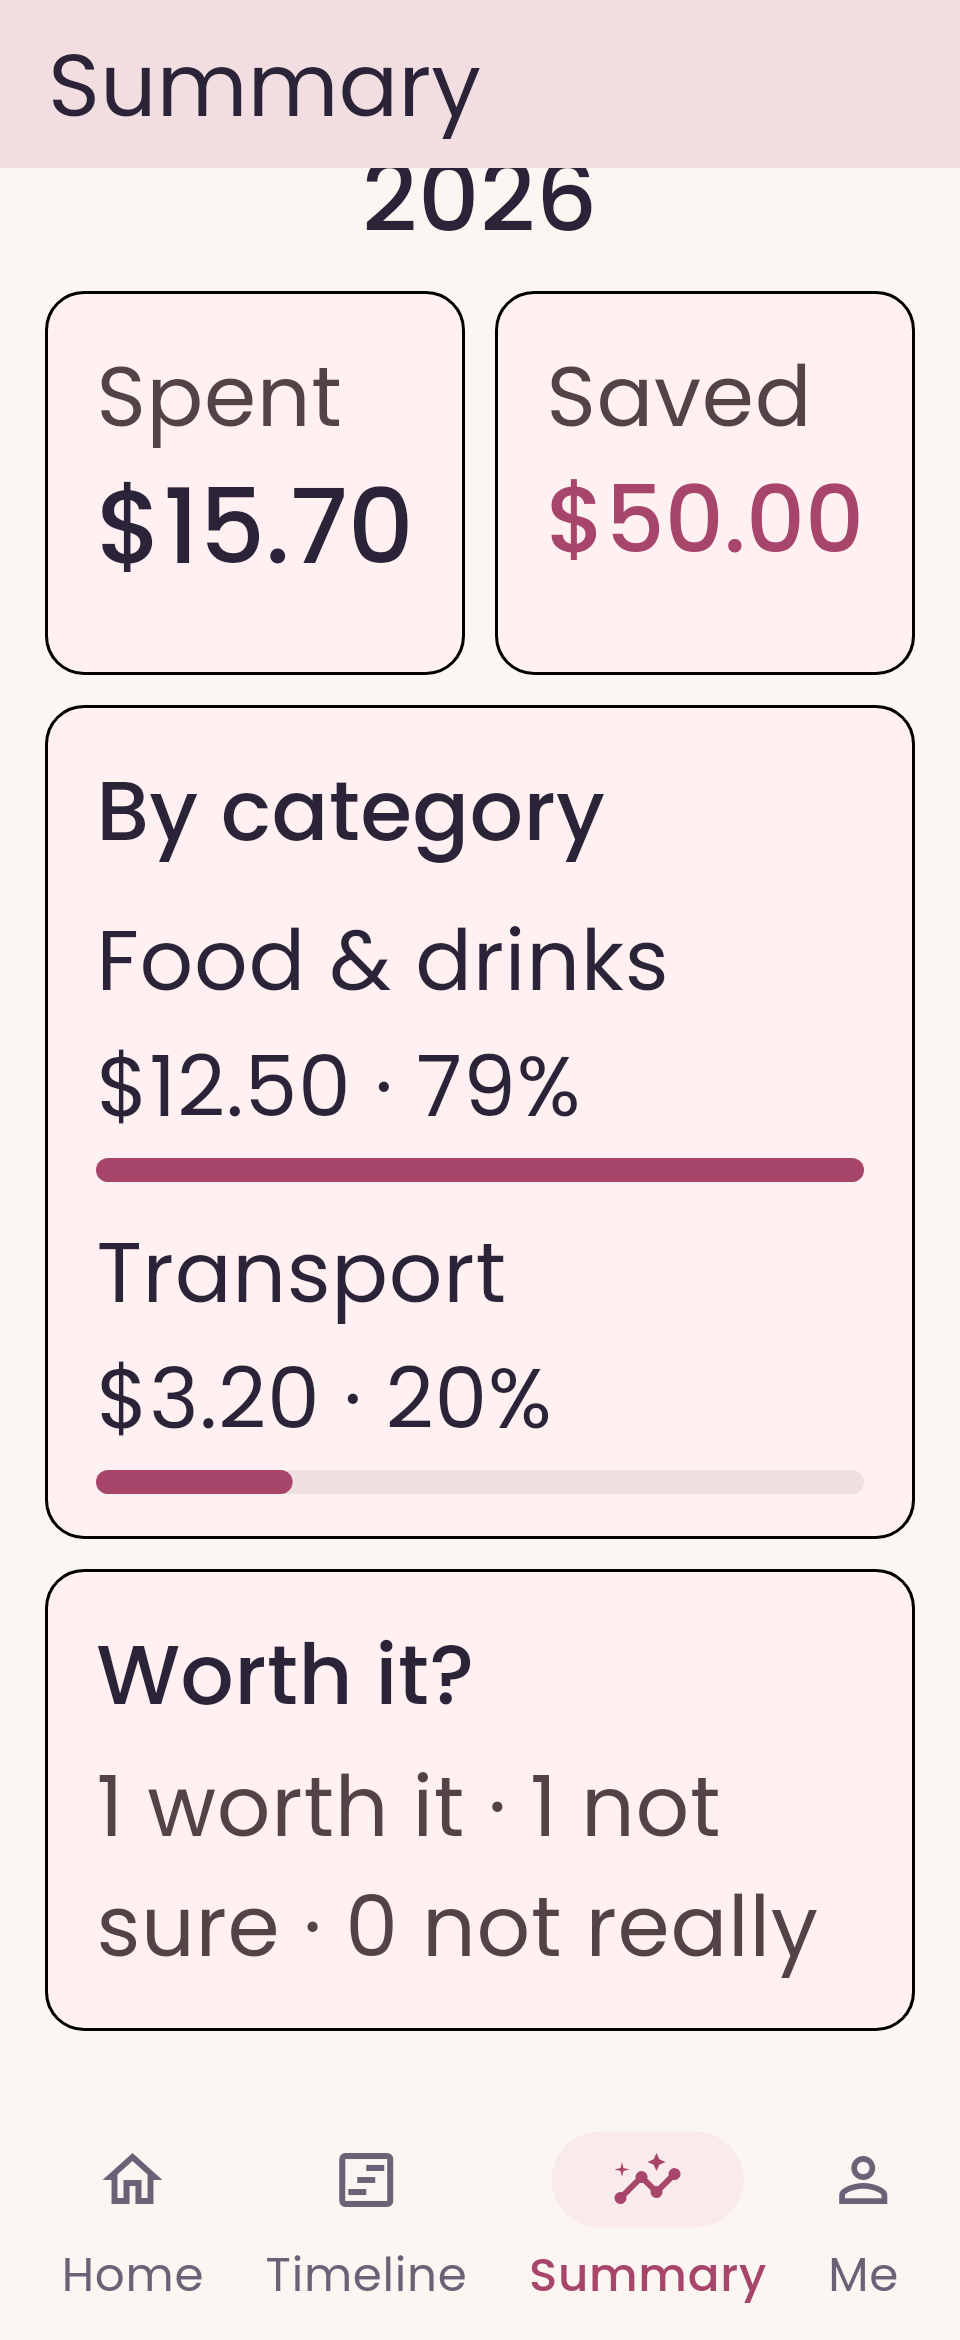 Summary
2026
Spent
$15.70
Saved
$50.00
By category
Food & drinks
$12.50 · 79%
Transport
$3.20 · 20%
Worth it?
1 worth it · 1 not
sure · 0 not really
Home
Timeline
Summary
Me